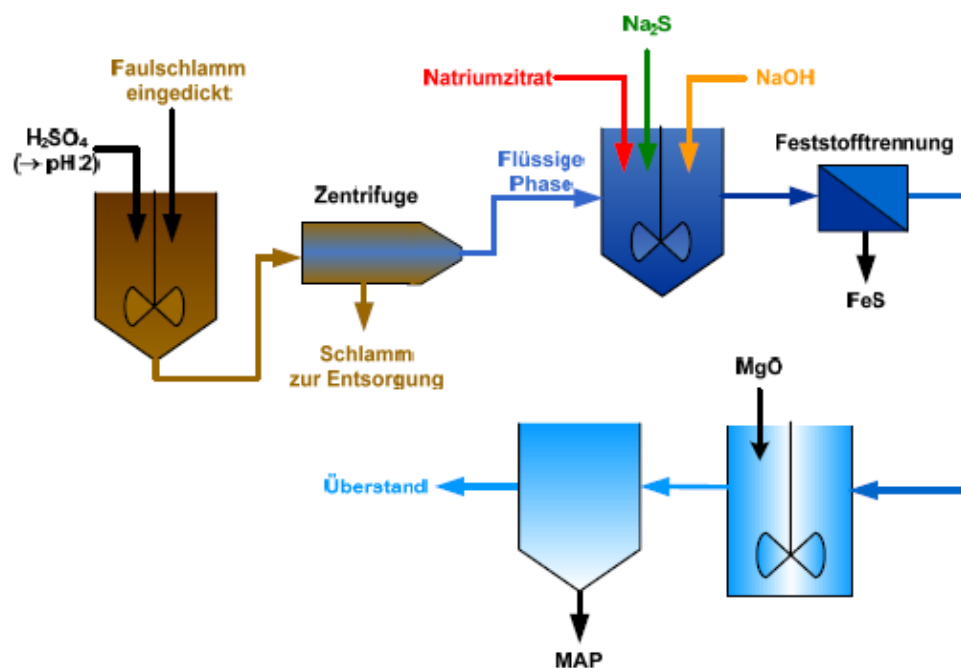 Na₂S
Faulschlamm
eingedickt
Natriumzitrat
NaOH
H₂SO₄
(→ pH 2)
Flüssige
Phase
Feststofftrennung
Zentrifuge
FeS
Schlamm
zur Entsorgung
MgO
Überstand
MAP